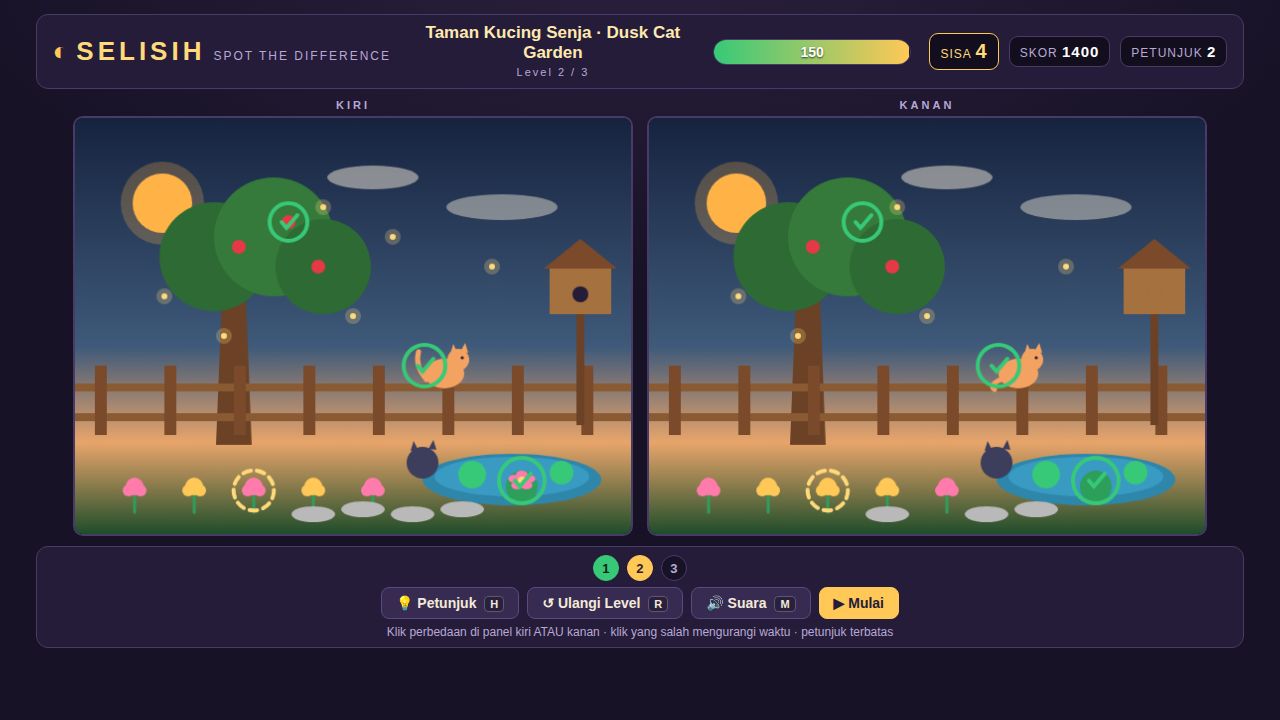 SELISIH SPOT THE DIFFERENCE
Taman Kucing Senja · Dusk Cat
Garden
Level 2 / 3
150
SISA 4
SKOR 1400
PETUNJUK 2
KIRI
KANAN
1 2 3
💡 Petunjuk H
↺ Ulangi Level R
🔊 Suara M
▶ Mulai
Klik perbedaan di panel kiri ATAU kanan · klik yang salah mengurangi waktu · petunjuk terbatas